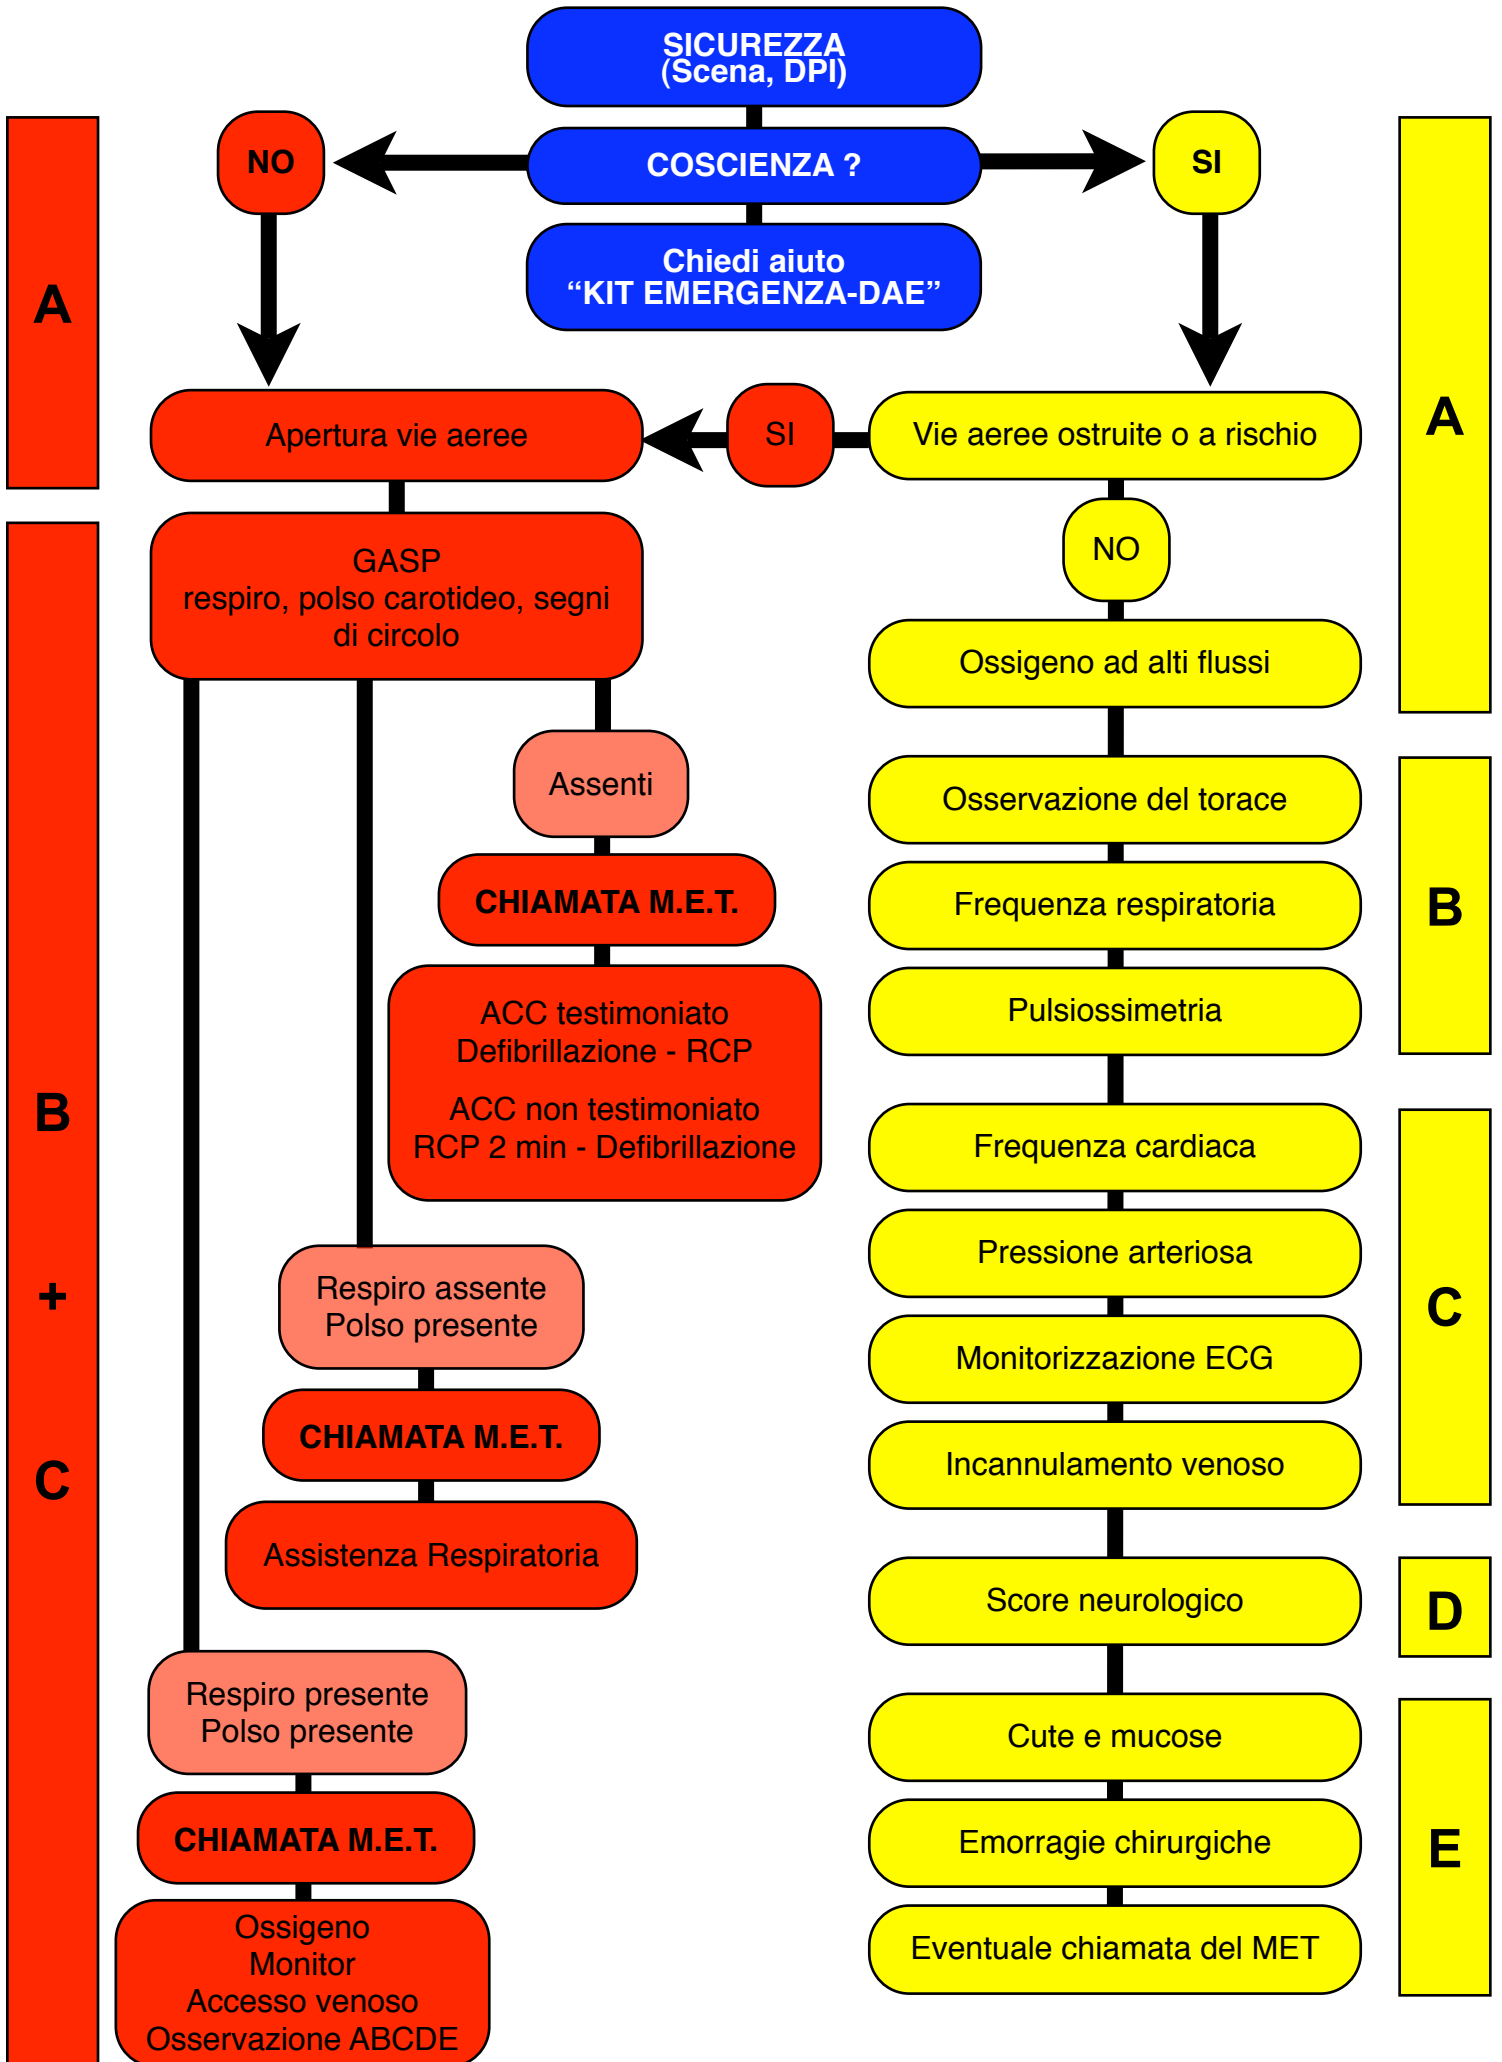 SICUREZZA
(Scena, DPI)
NO
COSCIENZA ?
SI
Chiedi aiuto
“KIT EMERGENZA-DAE”
A
Apertura vie aeree
SI
Vie aeree ostruite o a rischio
A
GASP
respiro, polso carotideo, segni
di circolo
NO
Ossigeno ad alti flussi
Assenti
CHIAMATA M.E.T.
ACC testimoniato
Defibrillazione - RCP
ACC non testimoniato
RCP 2 min - Defibrillazione
Osservazione del torace
Frequenza respiratoria
Pulsiossimetria
B
B
+
C
Respiro assente
Polso presente
CHIAMATA M.E.T.
Assistenza Respiratoria
Frequenza cardiaca
Pressione arteriosa
Monitorizzazione ECG
Incannulamento venoso
C
Score neurologico
D
Respiro presente
Polso presente
CHIAMATA M.E.T.
Ossigeno
Monitor
Accesso venoso
Osservazione ABCDE
Cute e mucose
Emorragie chirurgiche
Eventuale chiamata del MET
E